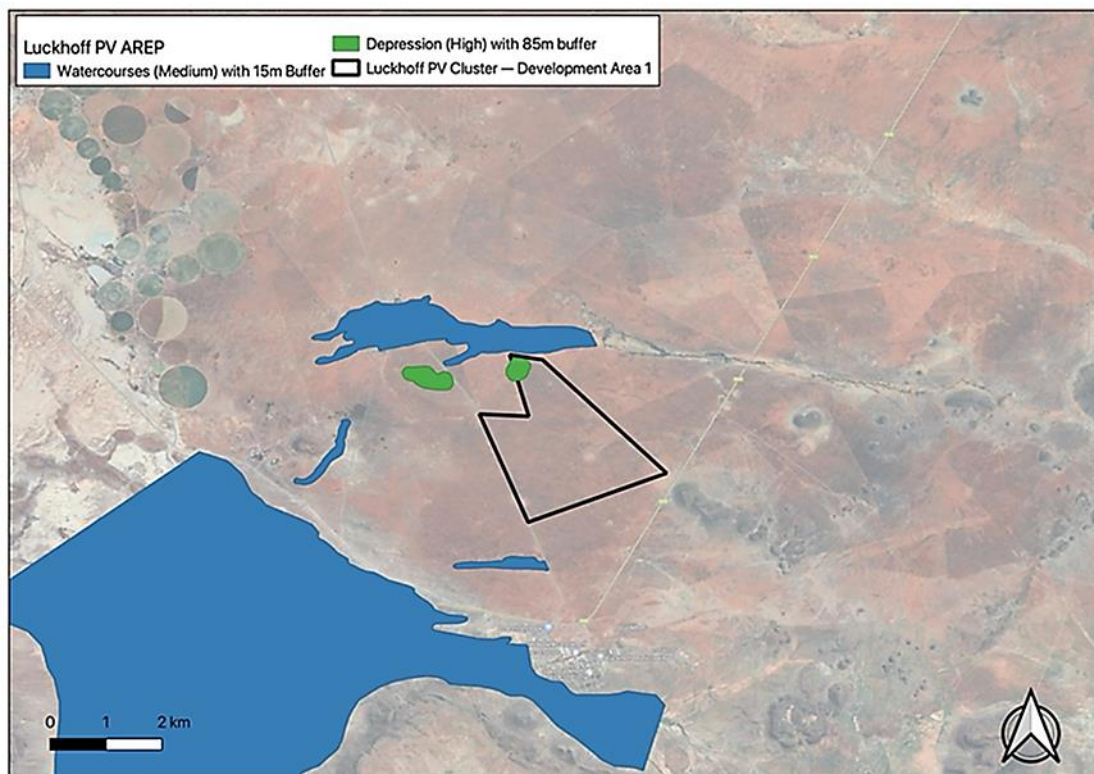 Luckhoff PV AREP
Watercourses (Medium) with 15m Buffer
Depression (High) with 85m buffer
Luckhoff PV Cluster — Development Area 1
0 1 2 km